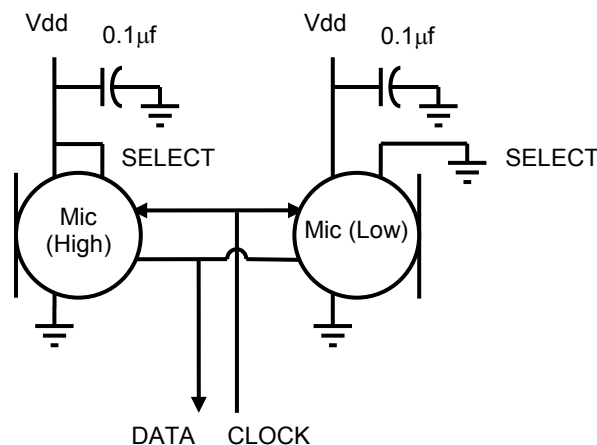 Vdd
0.1μf
Vdd
0.1μf
SELECT
SELECT
Mic
(High)
Mic (Low)
DATA
CLOCK